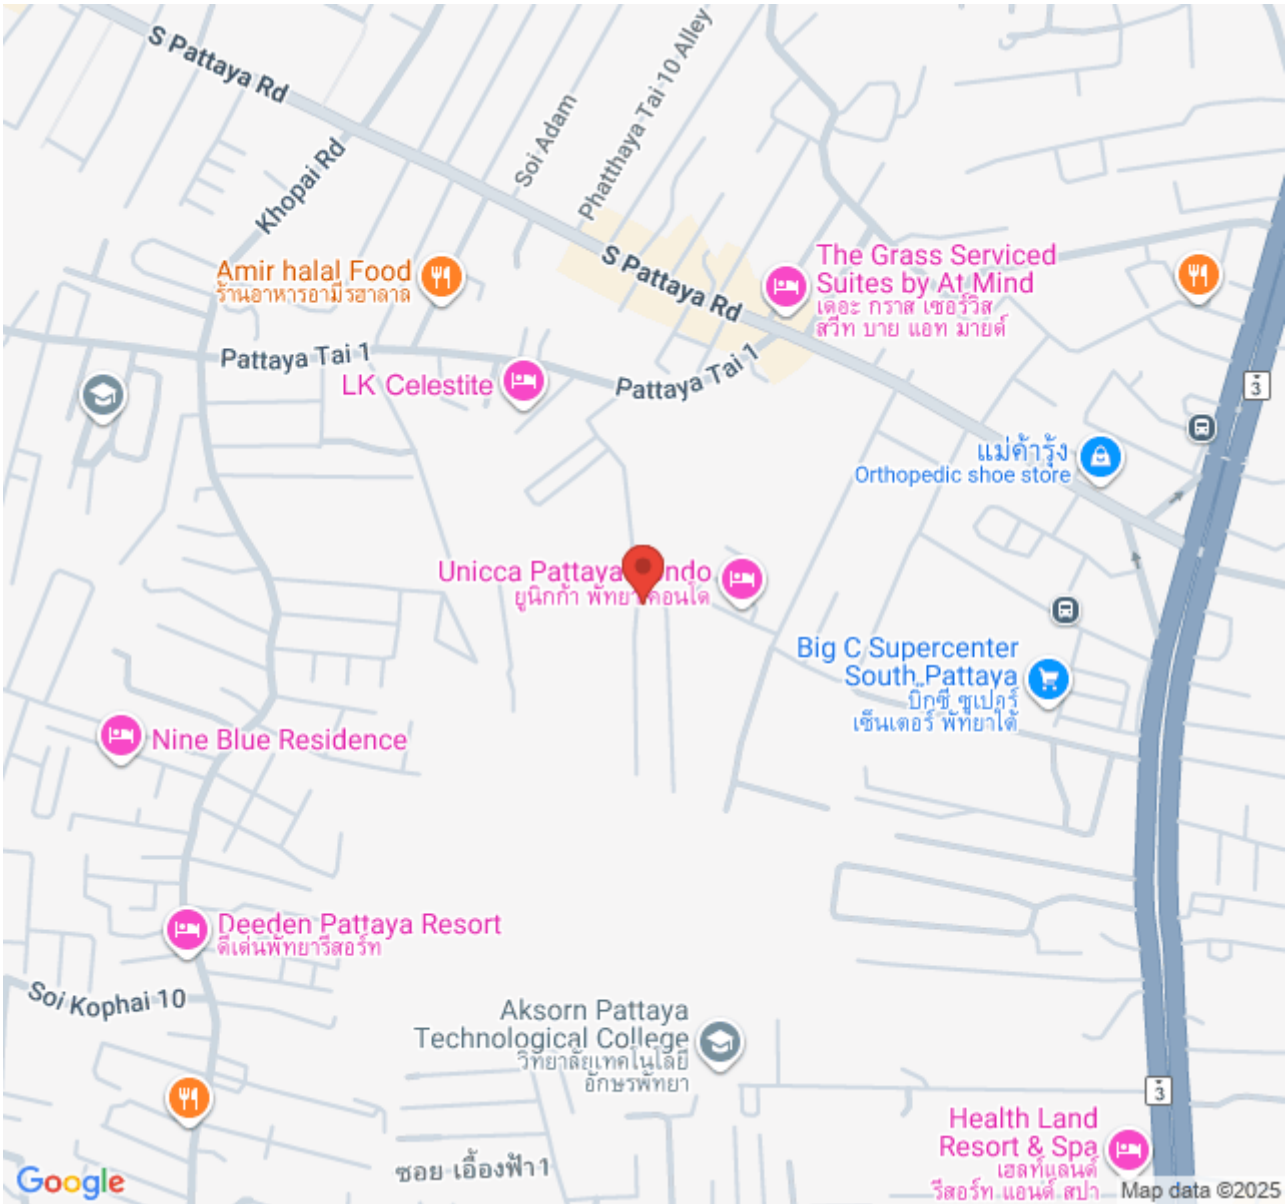 S Pattaya Rd
Khopai Rd
Soi Adam
Phatthaya Tai 10 Alley
Amir halal Food
ร้านอาหารอามีรฮาลาล
S Pattaya Rd
The Grass Serviced
Suites by At Mind
เดอะ กราส เซอร์วิส
สวีท บาย แอท มายด์
Pattaya Tai 1
LK Celestite
Pattaya Tai 1
3
แม่ค้ารุ้ง
Orthopedic shoe store
Unicca Pattaya
ndo
ยูนิกก้า พัทยา
คอนโด
Big C Supercenter
South Pattaya
บิ๊กซี ซูเปอร์
เซ็นเตอร์ พัทยาใต้
Nine Blue Residence
Deeden Pattaya Resort
ดีเด่นพัทยารีสอร์ท
Soi Kophai 10
Aksorn Pattaya
Technological College
วิทยาลัยเทคโนโลยี
อักษรพัทยา
3
Health Land
Resort & Spa
เฮลท์แลนด์
รีสอร์ท แอนด์ สปา
ซอย เอื้องฟ้า 1
Google
Map data ©2025